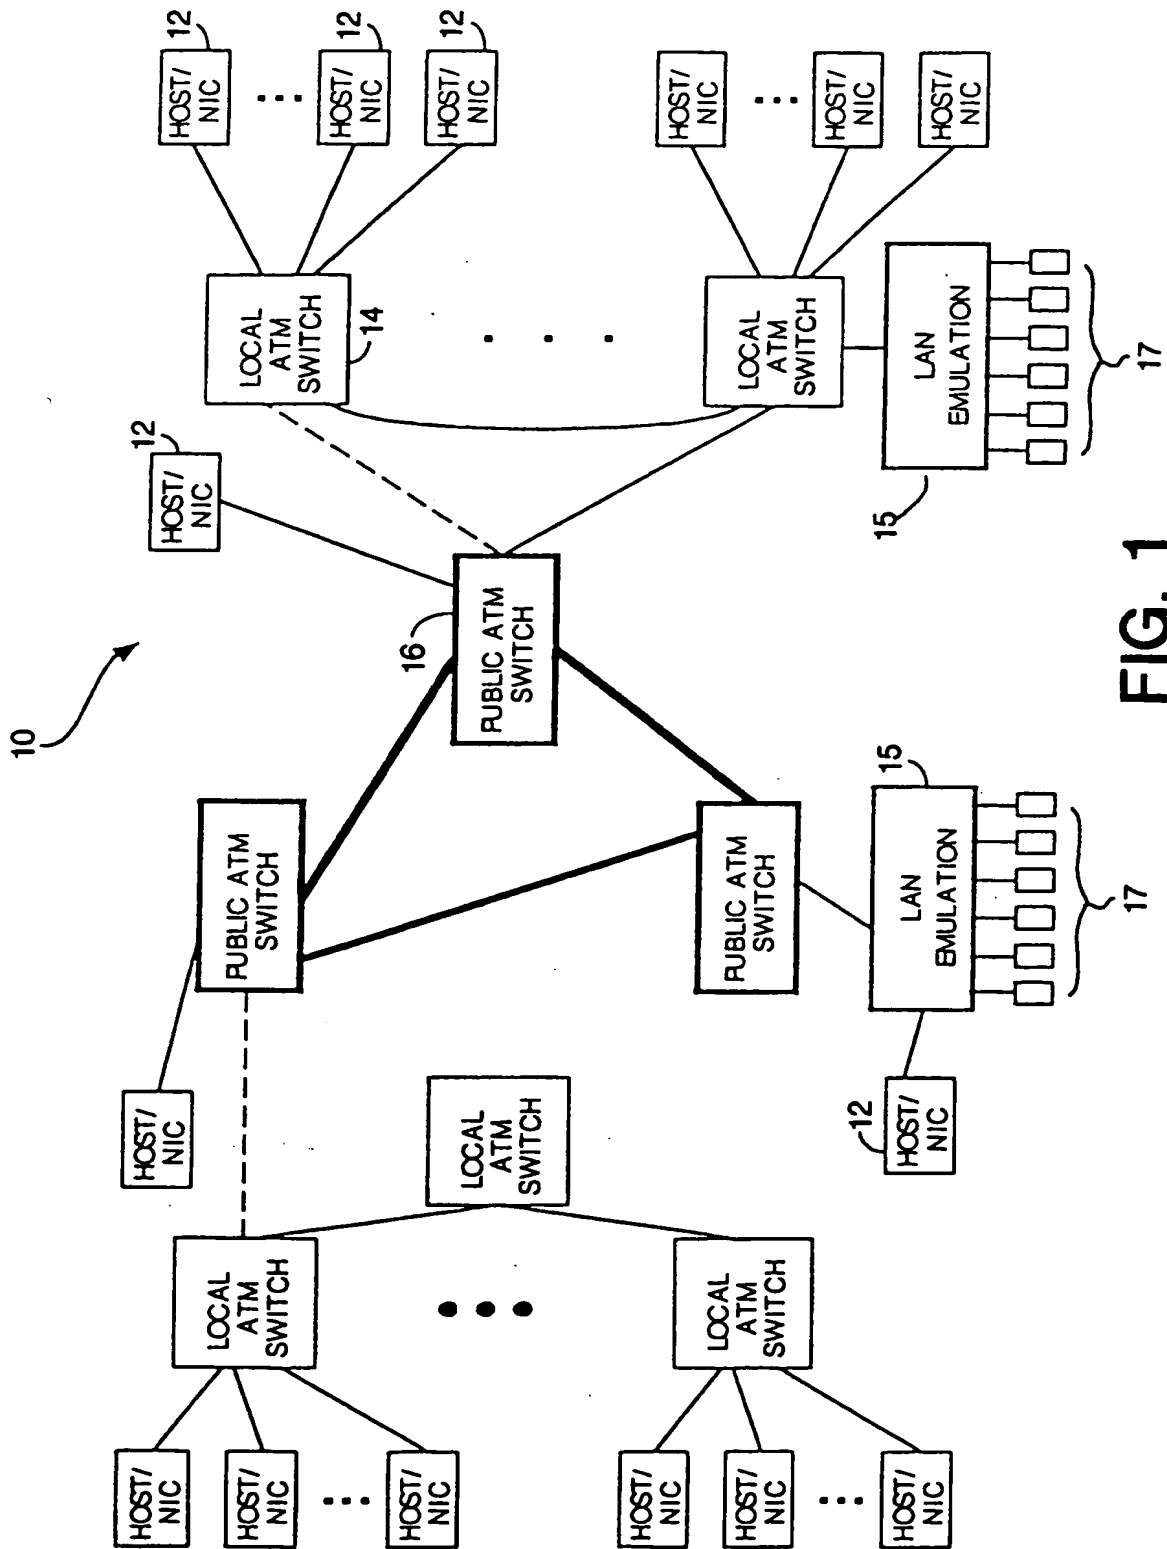 10
HOST/
NIC
HOST/
NIC
HOST/
NIC
LOCAL
ATM
SWITCH
HOST/
NIC
HOST/
NIC
HOST/
NIC
LOCAL
ATM
SWITCH
LOCAL
ATM
SWITCH
HOST/
NIC
PUBLIC ATM
SWITCH
16
PUBLIC ATM
SWITCH
PUBLIC ATM
SWITCH
12
HOST/
NIC
15
LAN
EMULATION
17
12
HOST/
NIC
LOCAL
ATM
SWITCH
14
12
HOST/
NIC
12
HOST/
NIC
12
HOST/
NIC
LOCAL
ATM
SWITCH
HOST/
NIC
HOST/
NIC
HOST/
NIC
15
LAN
EMULATION
17
FIG. 1